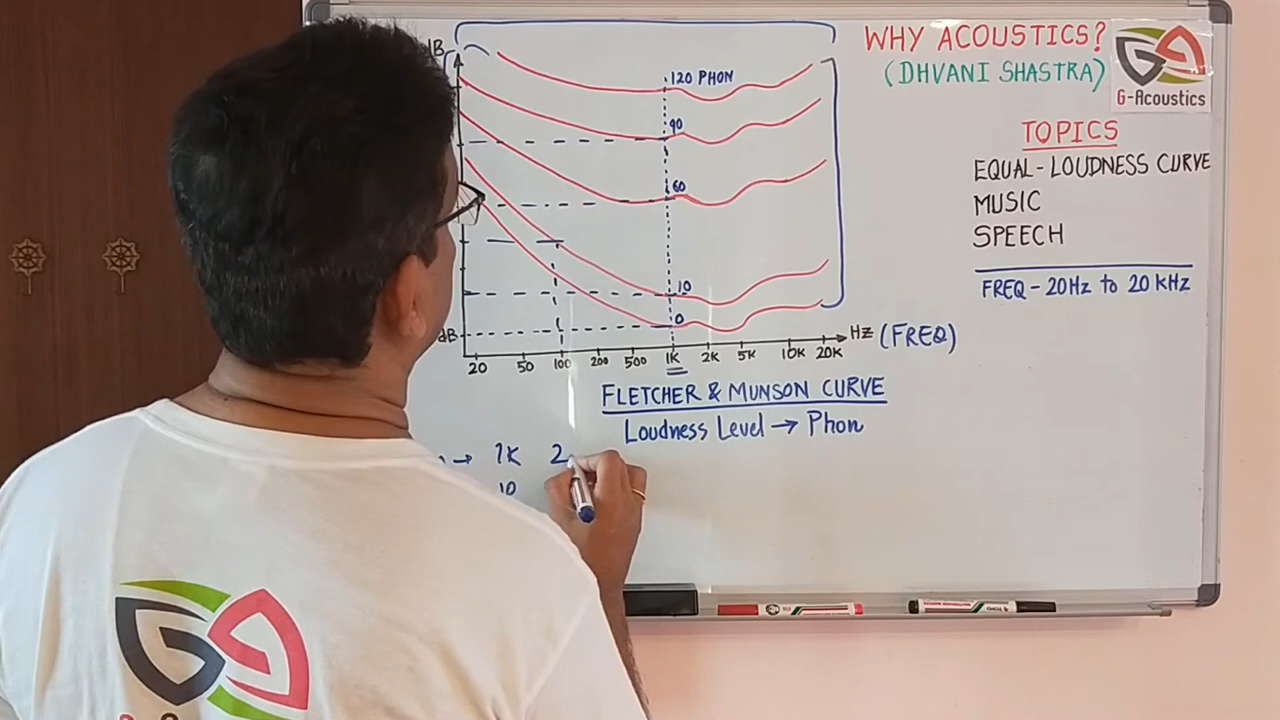 WHY ACOUSTICS?
(DHVANI SHASTRA)
G-Acoustics
TOPICS
EQUAL-LOUDNESS CURVE
MUSIC
SPEECH
FREQ - 20Hz to 20 kHz
dB
120 PHON
90
60
10
0
dB
20 50 100 200 500 1K 2K 5K 10K 20K
Hz (FREQ)
FLETCHER & MUNSON CURVE
Loudness Level → Phon
→ 1K 2
10